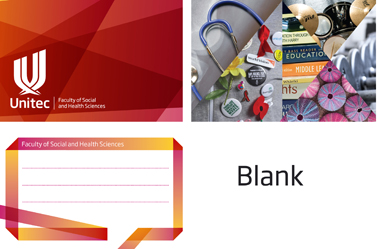 Unitec
Faculty of Social
and Health Sciences
EDUCATION
MIDDLE
Faculty of Social and Health Sciences
Blank